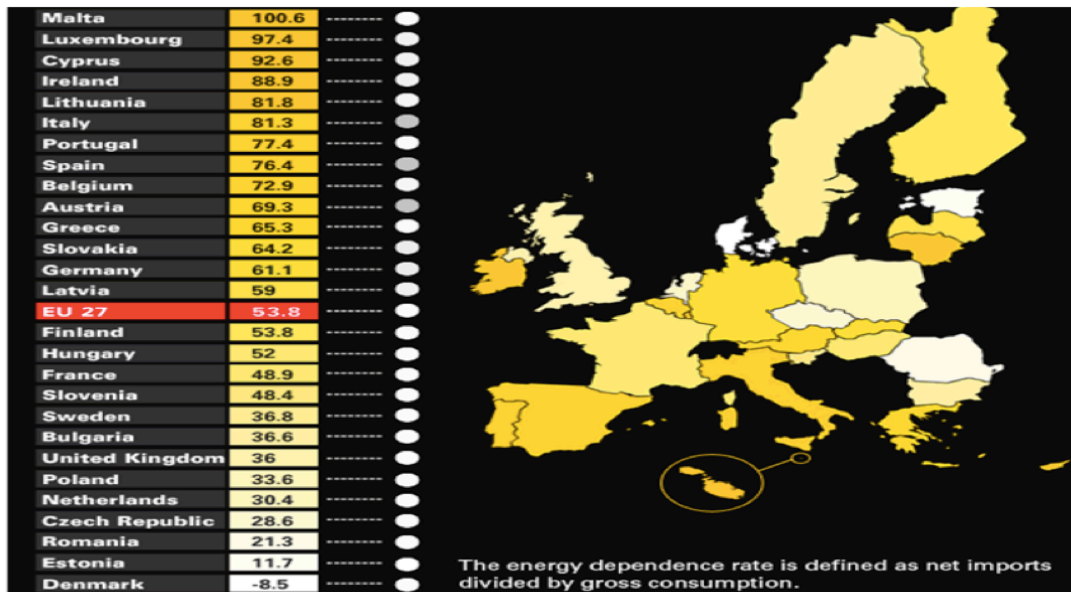 Malta 100.6
Luxembourg 97.4
Cyprus 92.6
Ireland 88.9
Lithuania 81.8
Italy 81.3
Portugal 77.4
Spain 76.4
Belgium 72.9
Austria 69.3
Greece 65.3
Slovakia 64.2
Germany 61.1
Latvia 59
EU 27 53.8
Finland 53.8
Hungary 52
France 48.9
Slovenia 48.4
Sweden 36.8
Bulgaria 36.6
United Kingdom 36
Poland 33.6
Netherlands 30.4
Czech Republic 28.6
Romania 21.3
Estonia 11.7
Denmark -8.5
The energy dependence rate is defined as net imports
divided by gross consumption.